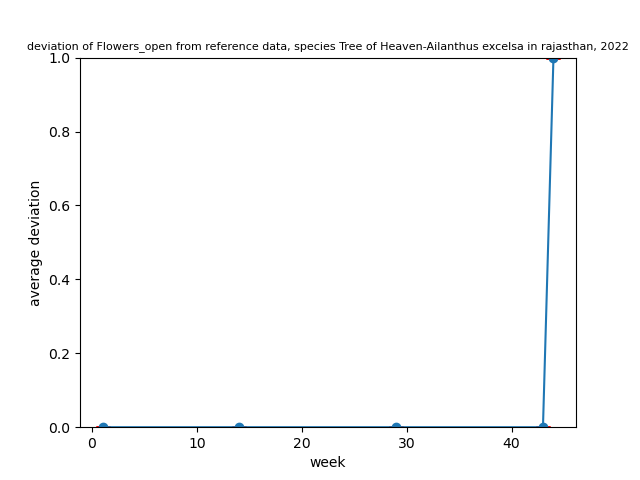 deviation of Flowers_open from reference data, species Tree of Heaven-Ailanthus excelsa in rajasthan, 2022
1.0
0.8
0.6
0.4
0.2
0.0
average deviation
0 10 20 30 40
week